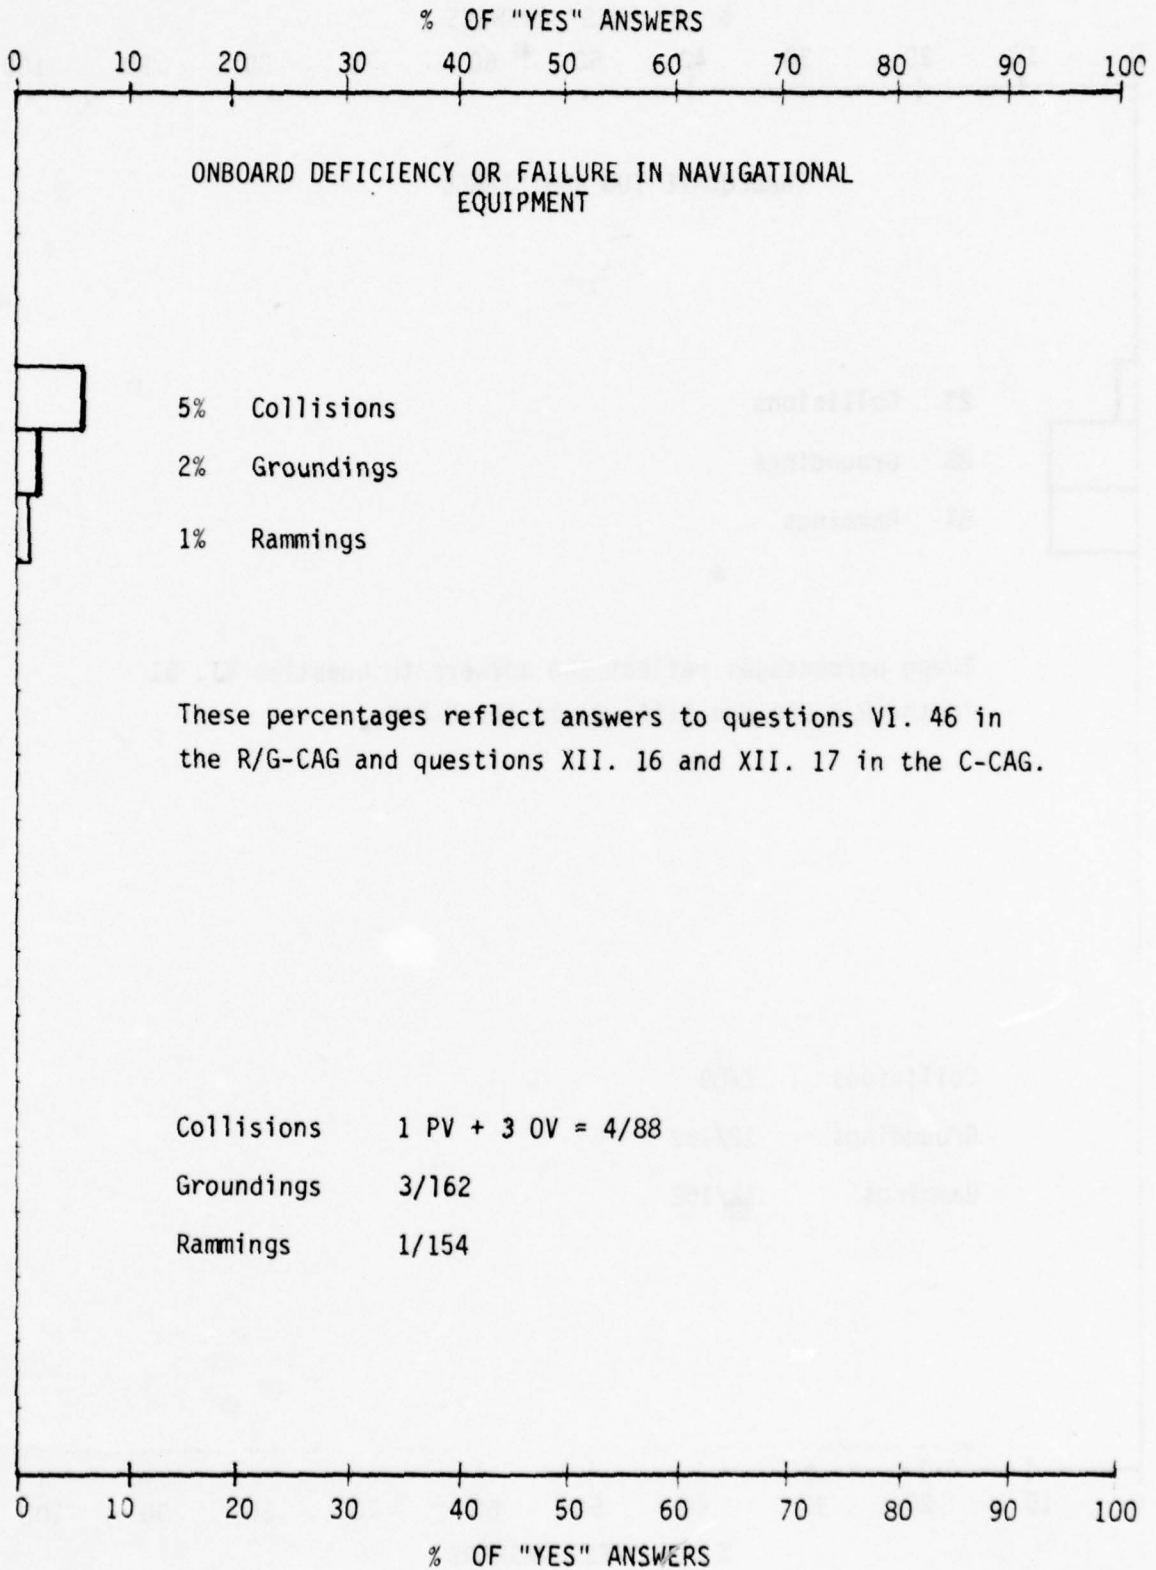 % OF "YES" ANSWERS
0 10 20 30 40 50 60 70 80 90 100
ONBOARD DEFICIENCY OR FAILURE IN NAVIGATIONAL
EQUIPMENT
5% Collisions
2% Groundings
1% Rammings
These percentages reflect answers to questions VI. 46 in
the R/G-CAG and questions XII. 16 and XII. 17 in the C-CAG.
Collisions 1 PV + 3 OV = 4/88
Groundings 3/162
Rammings 1/154
0 10 20 30 40 50 60 70 80 90 100
% OF "YES" ANSWERS